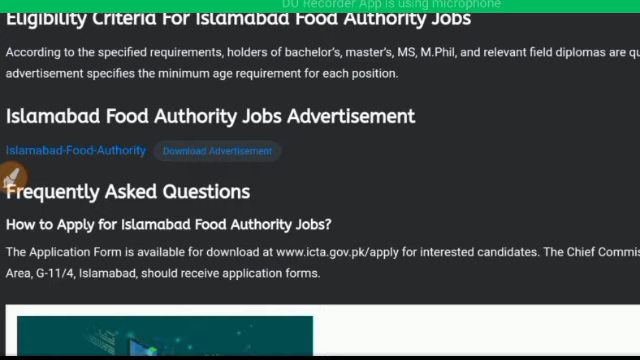 DU Recorder App is using microphone
Eligibility Criteria For Islamabad Food Authority Jobs
According to the specified requirements, holders of bachelor's, master's, MS, M.Phil, and relevant field diplomas are
advertisement specifies the minimum age requirement for each position.
Islamabad Food Authority Jobs Advertisement
Islamabad-Food-Authority Download Advertisement
Frequently Asked Questions
How to Apply for Islamabad Food Authority Jobs?
The Application Form is available for download at www.icta.gov.pk/apply for interested candidates. The Chief
Area, G-11/4, Islamabad, should receive application forms.